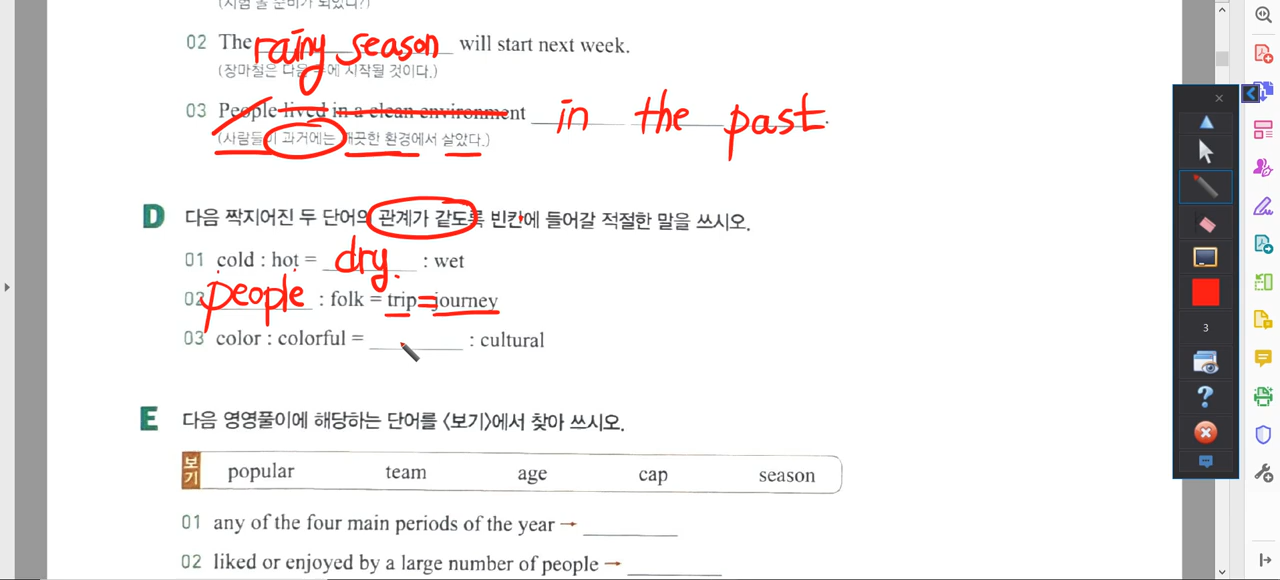 (시험 볼 준비가 되었다?)
02 The rainy season will start next week.
(장마철은 다음 주에 시작될 것이다.)
03 People lived in a clean environment in the past.
(사람들이 과거에는 깨끗한 환경에서 살았다.)
D 다음 짝지어진 두 단어의 관계가 같도록 빈칸에 들어갈 적절한 말을 쓰시오.
01 cold : hot = dry : wet
02 people : folk = trip = journey
03 color : colorful = ________ : cultural
E 다음 영영풀이에 해당하는 단어를 〈보기〉에서 찾아 쓰시오.
보기 popular team age cap season
01 any of the four main periods of the year → ________
02 liked or enjoyed by a large number of people → ________
3